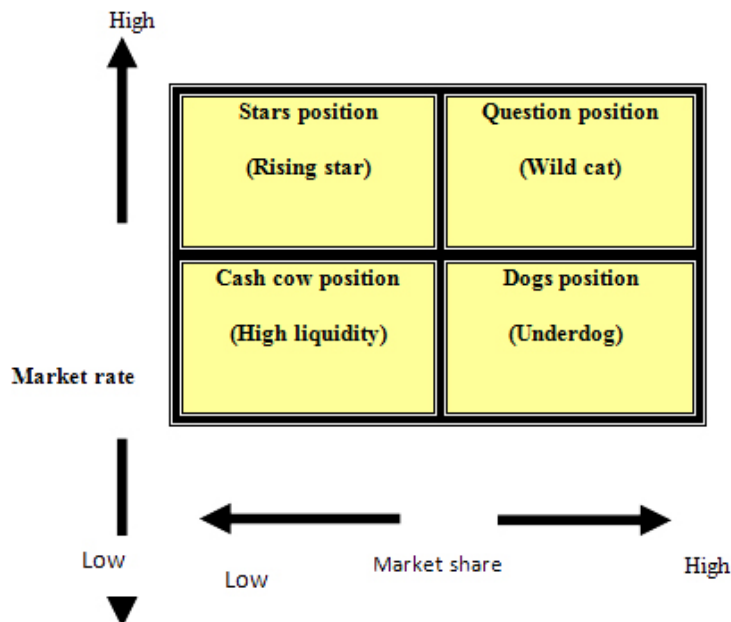 High
Stars position
(Rising star)
Question position
(Wild cat)
Cash cow position
(High liquidity)
Dogs position
(Underdog)
Market rate
Low
Low
Market share
High